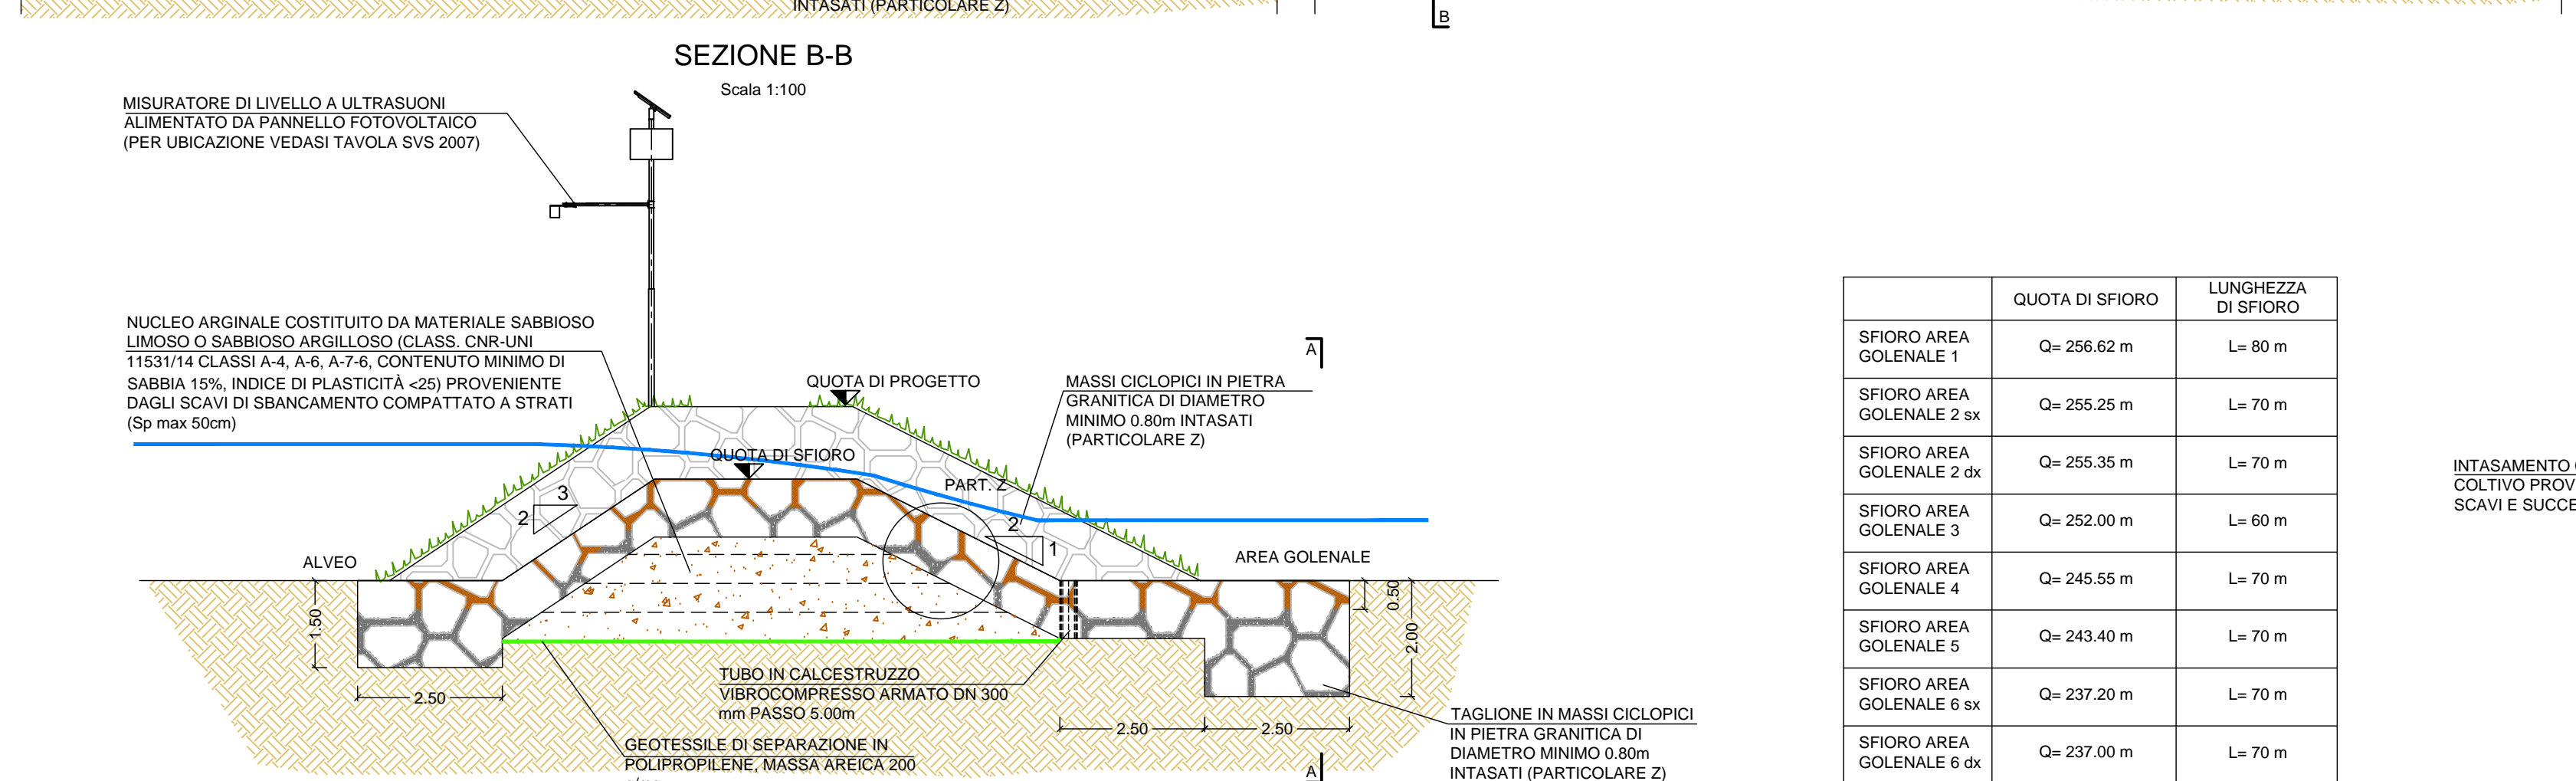 INTASATI (PARTICOLARE Z)
B
SEZIONE B-B
Scala 1:100
MISURATORE DI LIVELLO A ULTRASUONI
ALIMENTATO DA PANNELLO FOTOVOLTAICO
(PER UBICAZIONE VEDASI TAVOLA SVS 2007)
NUCLEO ARGINALE COSTITUITO DA MATERIALE SABBIOSO
LIMOSO O SABBIOSO ARGILLOSO (CLASS. CNR-UNI
11531/14 CLASSI A-4, A-6, A-7-6, CONTENUTO MINIMO DI
SABBIA 15%, INDICE DI PLASTICITÀ <25) PROVENIENTE
DAGLI SCAVI DI SBANCAMENTO COMPATTATO A STRATI
(Sp max 50cm)
QUOTA DI PROGETTO
QUOTA DI SFIORO
A
MASSI CICLOPICI IN PIETRA
GRANITICA DI DIAMETRO
MINIMO 0.80m INTASATI
(PARTICOLARE Z)
PART. Z
3
2
2
1
ALVEO
AREA GOLENALE
1.50
0.50
2.00
2.50
2.50
2.50
TUBO IN CALCESTRUZZO
VIBROCOMPRESSO ARMATO DN 300
mm PASSO 5.00m
GEOTESSILE DI SEPARAZIONE IN
POLIPROPILENE, MASSA AREICA 200
TAGLIONE IN MASSI CICLOPICI
IN PIETRA GRANITICA DI
DIAMETRO MINIMO 0.80m
INTASATI (PARTICOLARE Z)
A
QUOTA DI SFIORO
LUNGHEZZA
DI SFIORO
SFIORO AREA
GOLENALE 1
Q= 256.62 m
L= 80 m
SFIORO AREA
GOLENALE 2 sx
Q= 255.25 m
L= 70 m
SFIORO AREA
GOLENALE 2 dx
Q= 255.35 m
L= 70 m
SFIORO AREA
GOLENALE 3
Q= 252.00 m
L= 60 m
SFIORO AREA
GOLENALE 4
Q= 245.55 m
L= 70 m
SFIORO AREA
GOLENALE 5
Q= 243.40 m
L= 70 m
SFIORO AREA
GOLENALE 6 sx
Q= 237.20 m
L= 70 m
SFIORO AREA
GOLENALE 6 dx
Q= 237.00 m
L= 70 m
INTASAMENTO
COLTIVO PROV
SCAVI E SUCCE